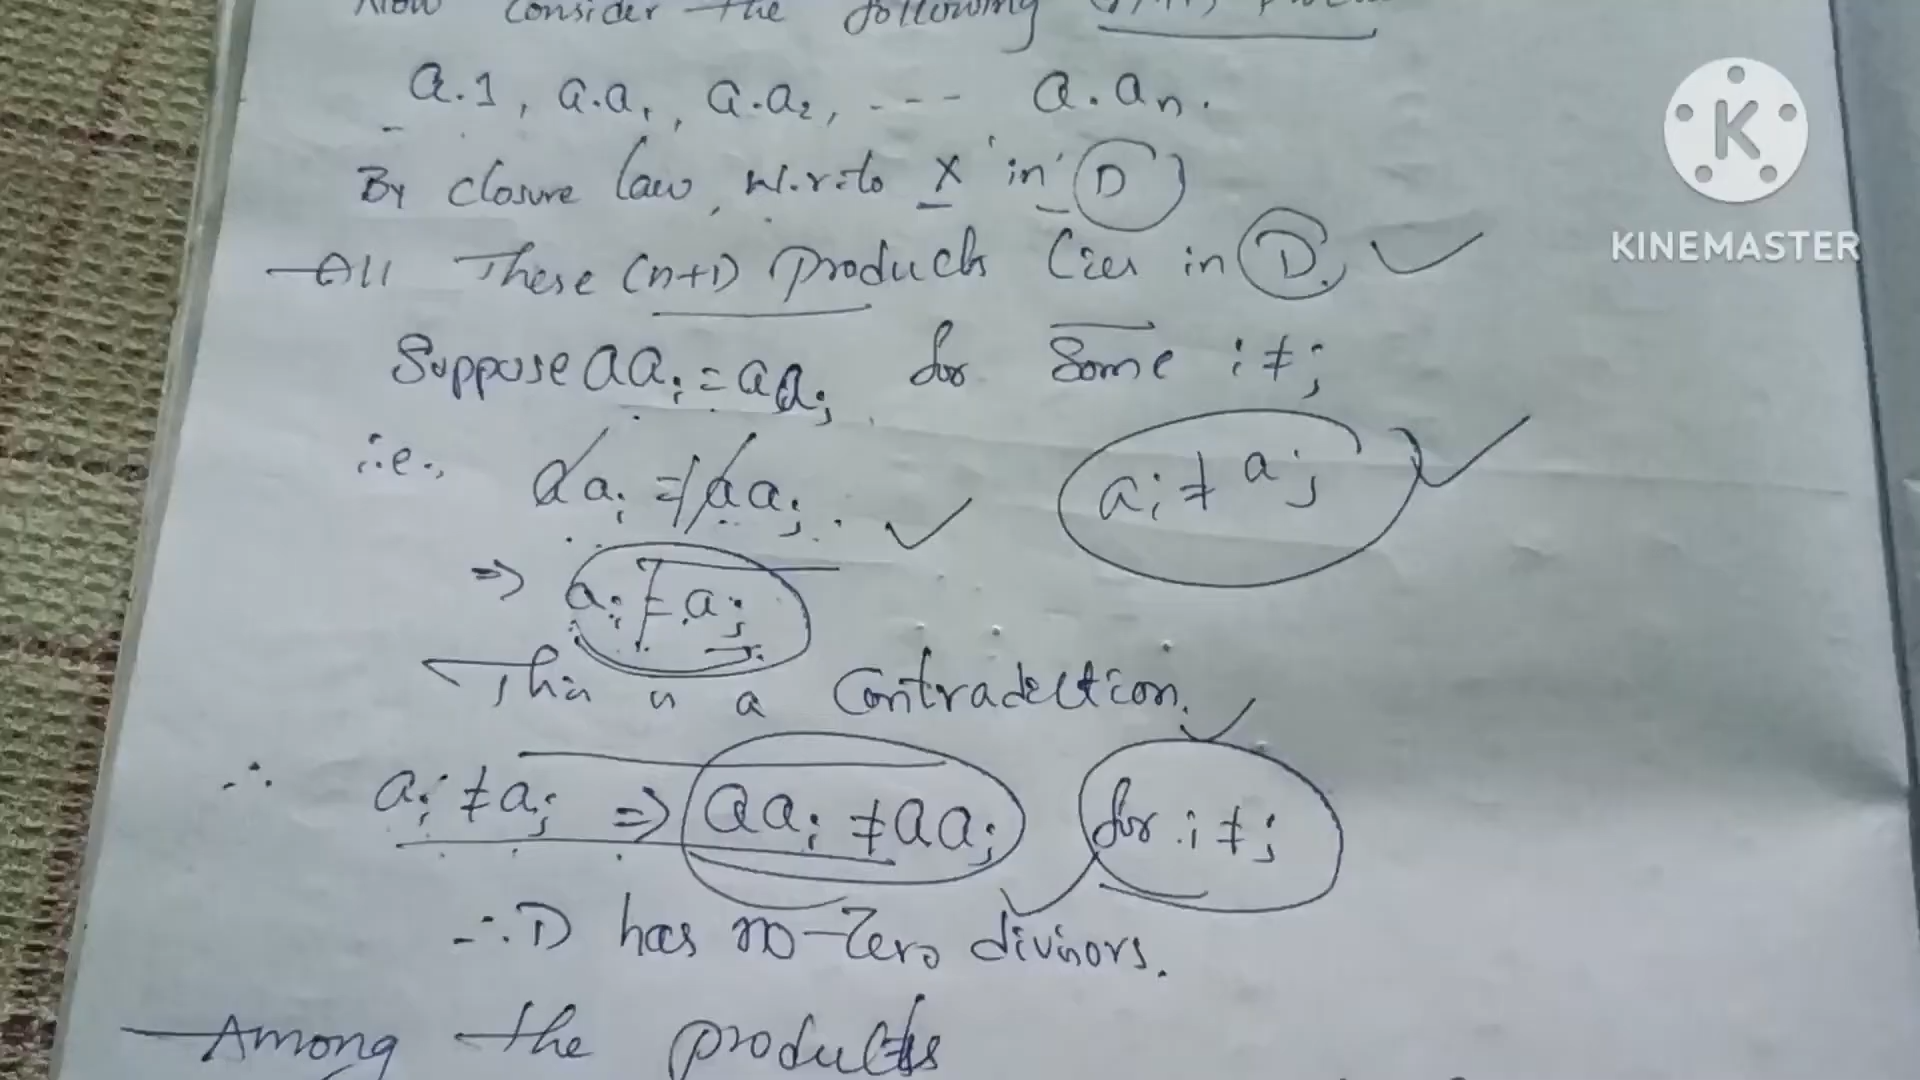 Now consider the following (n+1)
a.1, a.a₁, a.a₂, --- a.aₙ.
By closure law, w.r.to X in D
All These (n+1) products lies in D.
Suppose aaᵢ = aaⱼ for some i ≠ j
i.e., aaᵢ = aaⱼ. aᵢ ≠ aⱼ
⇒ aᵢ = aⱼ
This is a contradiction.
∴ aᵢ ≠ aⱼ ⇒ aaᵢ ≠ aaⱼ for i ≠ j
∴ D has no-zero divisors.
Among the products
KINEMASTER